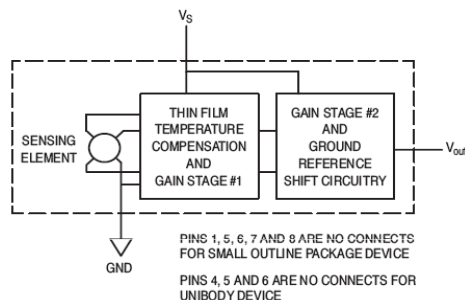 VS
SENSING
ELEMENT
THIN FILM
TEMPERATURE
COMPENSATION
AND
GAIN STAGE #1
GAIN STAGE #2
AND
GROUND
REFERENCE
SHIFT CIRCUITRY
Vout
GND
PINS 1, 5, 6, 7 AND 8 ARE NO CONNECTS
FOR SMALL OUTLINE PACKAGE DEVICE
PINS 4, 5 AND 6 ARE NO CONNECTS FOR
UNIBODY DEVICE